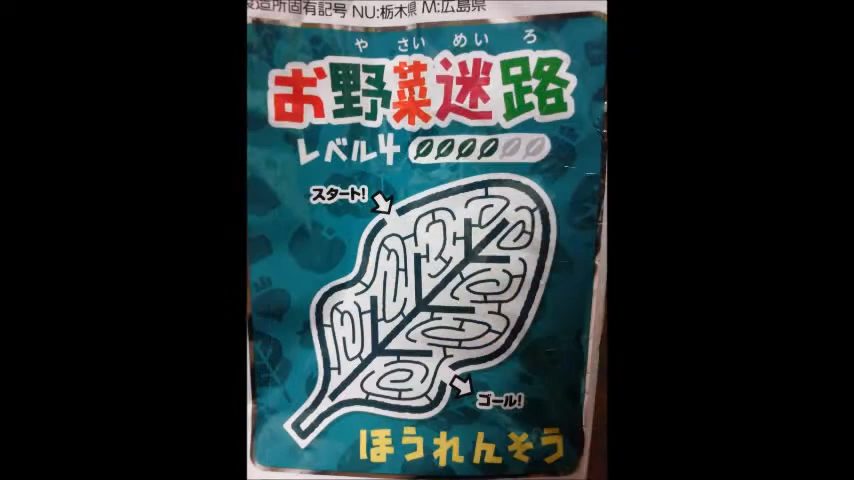 製造所固有記号 NU:栃木県 M:広島県
や さい めい ろ
お野菜迷路
レベル4
スタート!
ゴール!
ほうれんそう